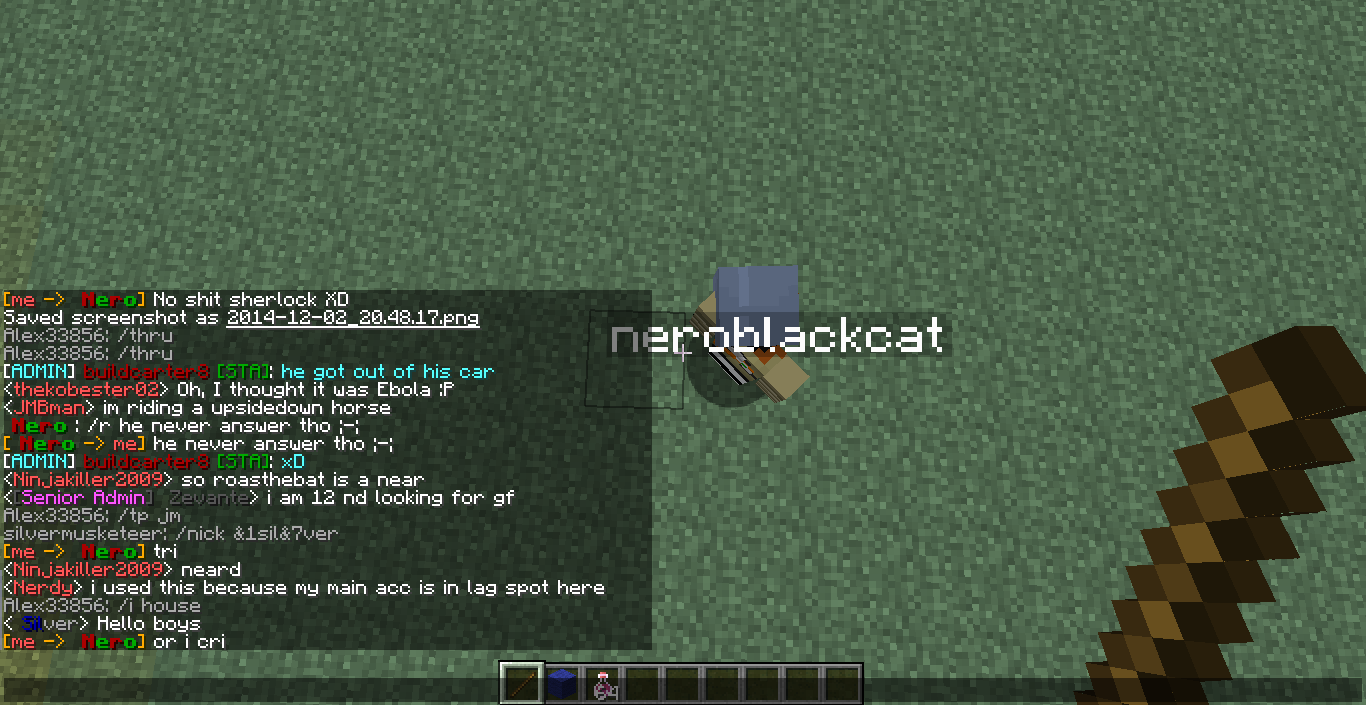 [me -> Nero] No shit sherlock XD
Saved screenshot as 2014-12-02_20.48.17.png
Alex33856: /thru
Alex33856: /thru
[ADMIN] buildcarter8 [STA]: he got out of his car
<thekobester02> Oh, I thought it was Ebola :P
<JMBman> im riding a upsidedown horse
Nero : /r he never answer tho ;-;
[ Nero -> me] he never answer tho ;-;
[ADMIN] buildcarter8 [STA]: xD
<Ninjakiller2009> so roasthebat is a near
<[Senior Admin] Zevante> i am 12 nd looking for gf
Alex33856: /tp jm
silvermusketeer: /nick &1sil&7ver
[me -> Nero] tri
<Ninjakiller2009> neard
<Nerdy> i used this because my main acc is in lag spot here
Alex33856: /i house
< Silver> Hello boys
[me -> Nero] or i cri
neroblackcat